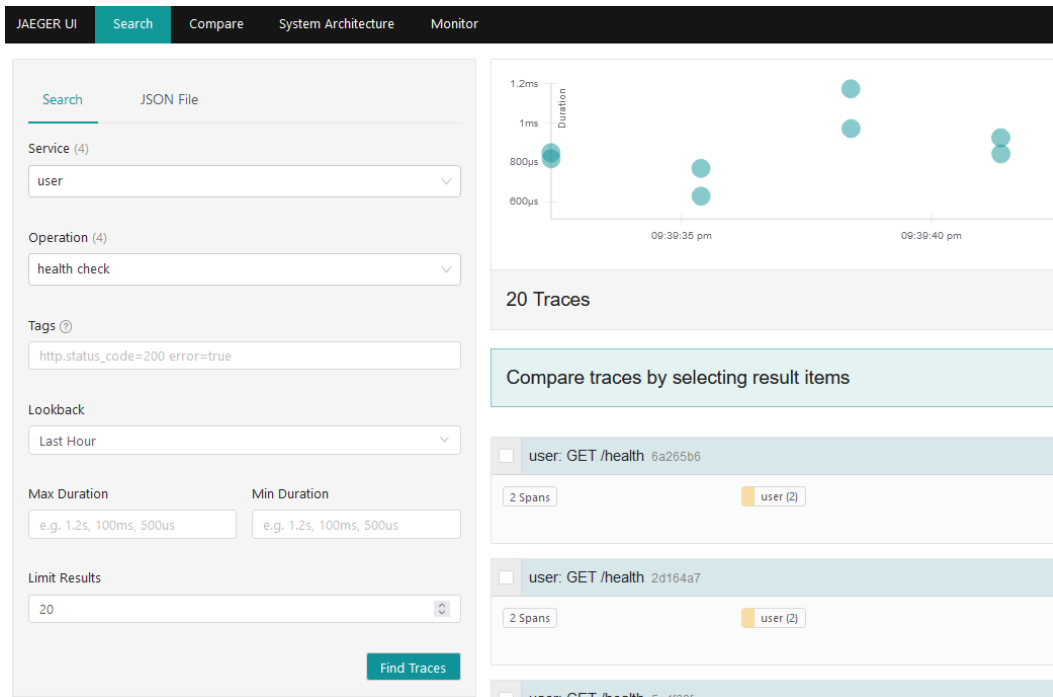 JAEGER UI Search Compare System Architecture Monitor
Search JSON File
Service (4)
user
Operation (4)
health check
Tags ?
http.status_code=200 error=true
Lookback
Last Hour
Max Duration Min Duration
e.g. 1.2s, 100ms, 500us e.g. 1.2s, 100ms, 500us
Limit Results
20
Find Traces
1.2ms
1ms
800µs
600µs
Duration
09:39:35 pm 09:39:40 pm
20 Traces
Compare traces by selecting result items
user: GET /health 6a265b6
2 Spans user (2)
user: GET /health 2d164a7
2 Spans user (2)
user: GET /health